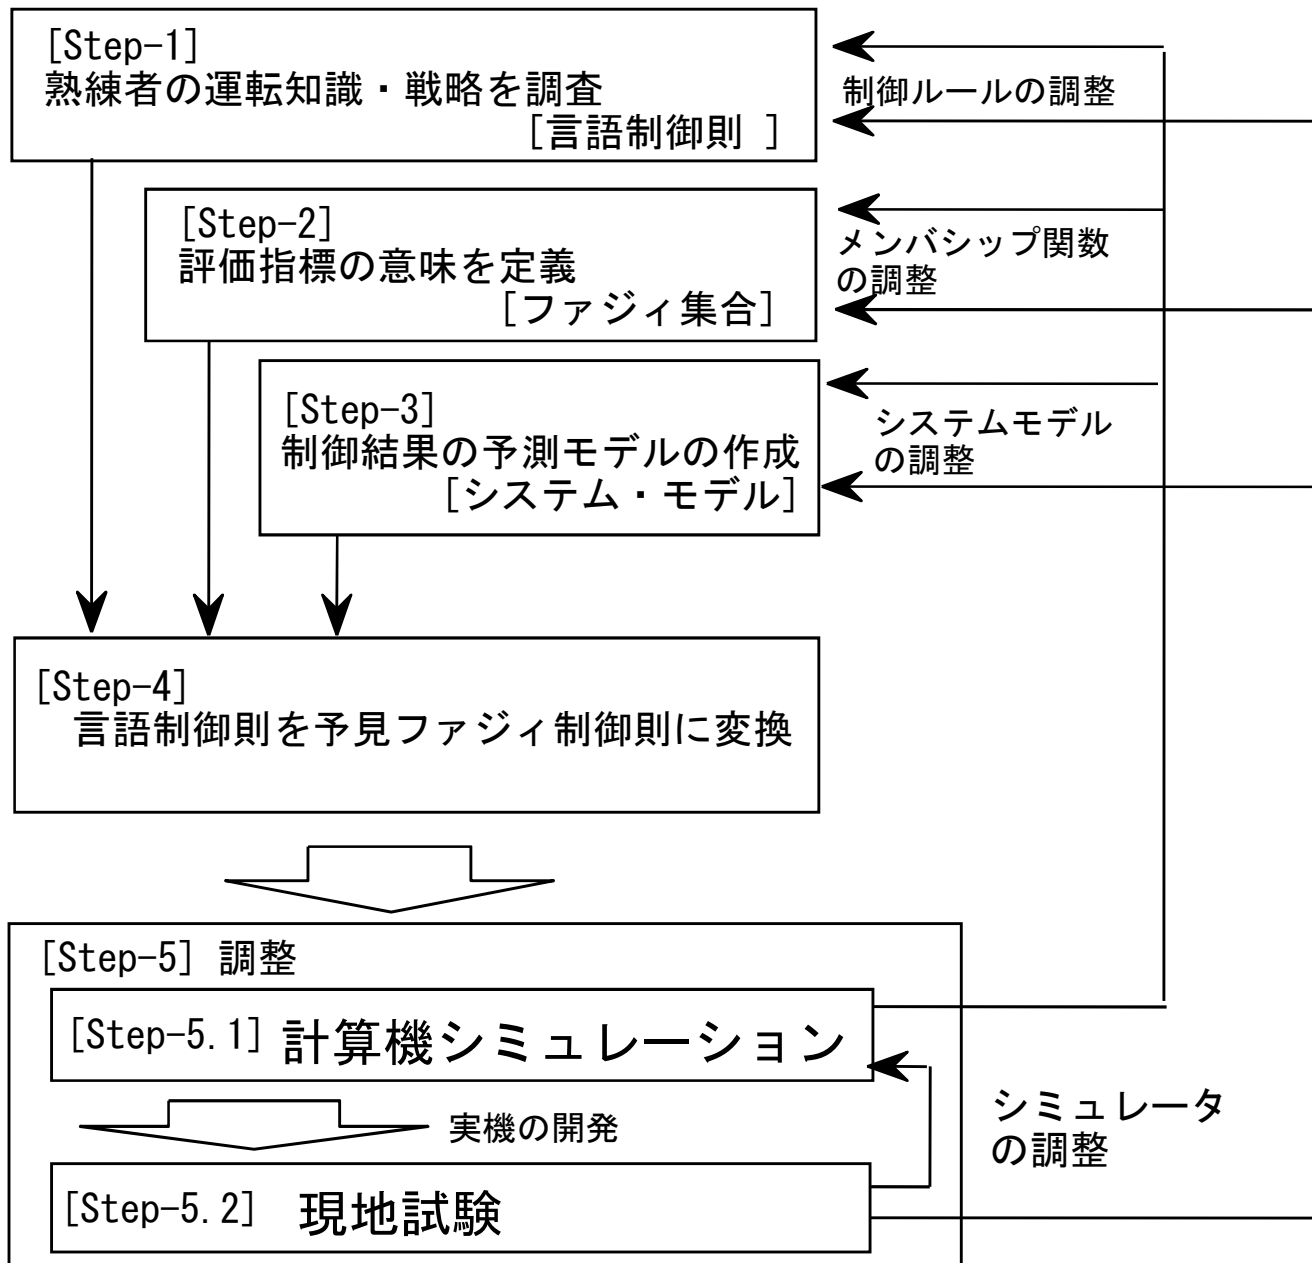 [Step-1]
熟練者の運転知識・戦略を調査
[言語制御則 ]
制御ルールの調整
[Step-2]
評価指標の意味を定義
[ファジィ集合]
メンバシップ関数
の調整
[Step-3]
制御結果の予測モデルの作成
[システム・モデル]
システムモデル
の調整
[Step-4]
言語制御則を予見ファジィ制御則に変換
[Step-5] 調整
[Step-5.1] 計算機シミュレーション
実機の開発
シミュレータ
の調整
[Step-5.2] 現地試験